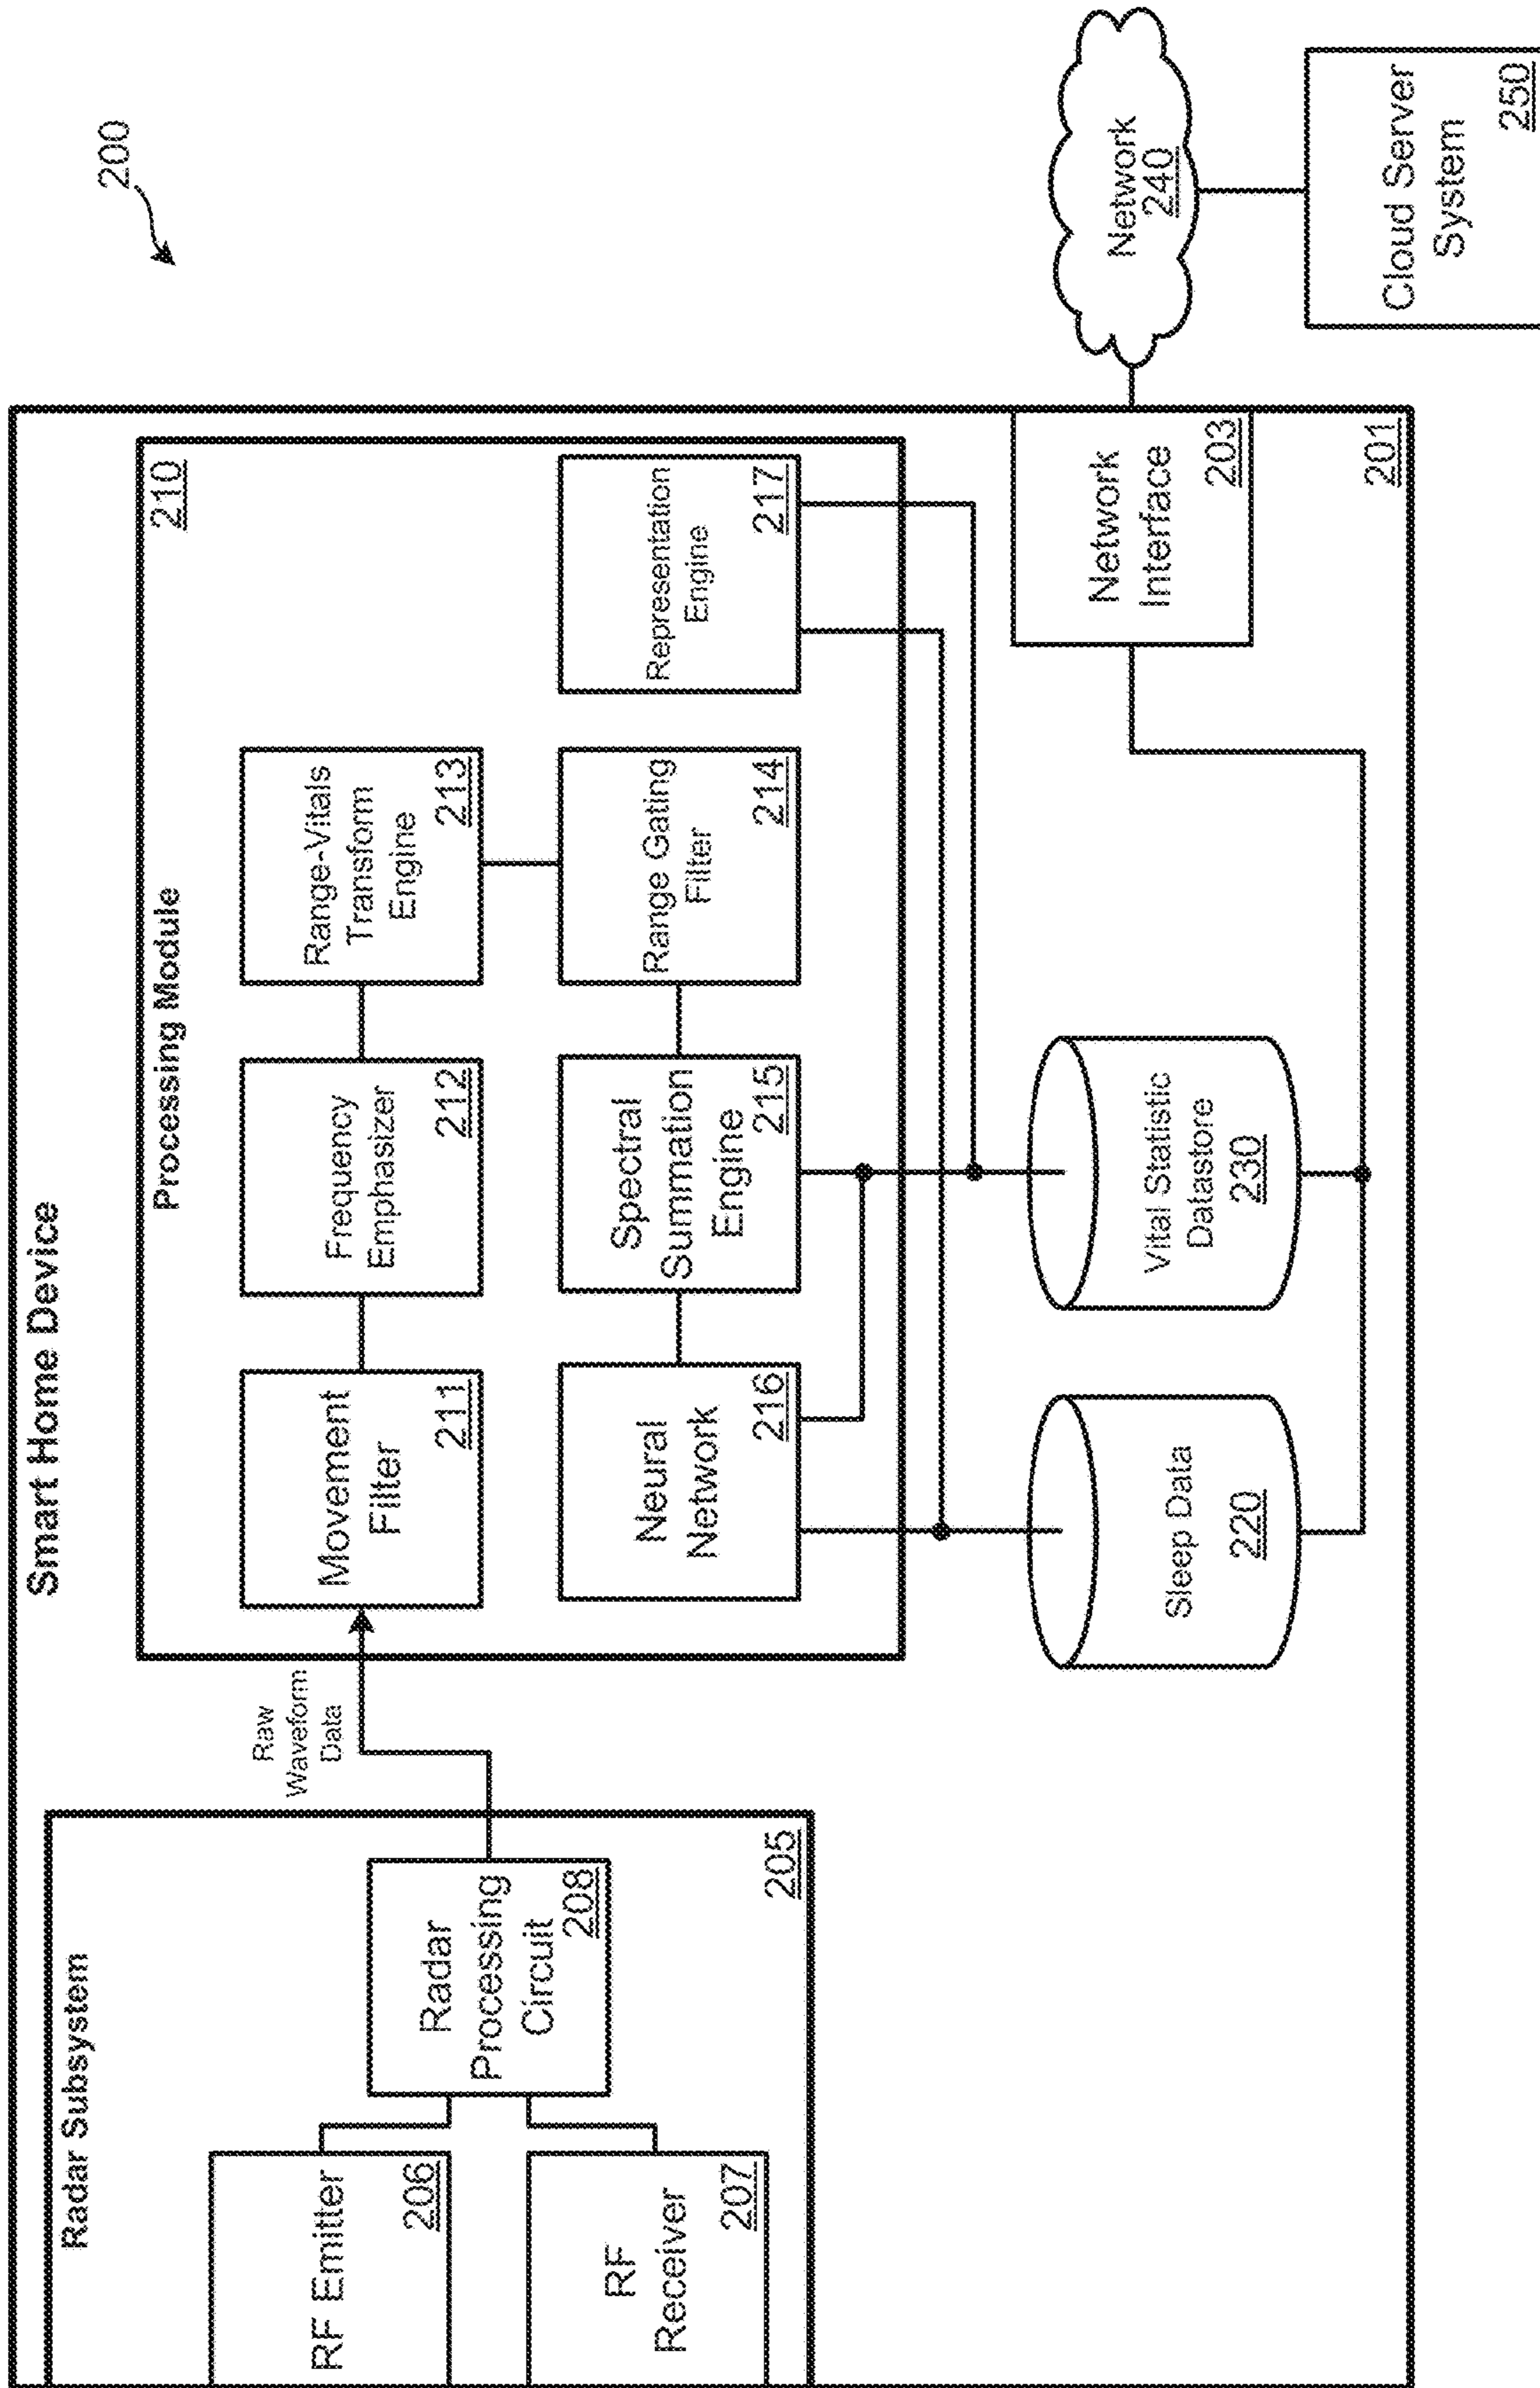 200
Smart Home Device
Radar Subsystem
RF Emitter
206
RF
Receiver
207
Radar
Processing
Circuit
208
205
Raw
Waveform
Data
Processing Module
210
Movement
Filter
211
Frequency
Emphasizer
212
Range-Vitals
Transform
Engine
213
Neural
Network
216
Spectral
Summation
Engine
215
Range Gating
Filter
214
Representation
Engine
217
Sleep Data
220
Vital Statistic
Datastore
230
Network
Interface
203
201
Network
240
Cloud Server
System
250